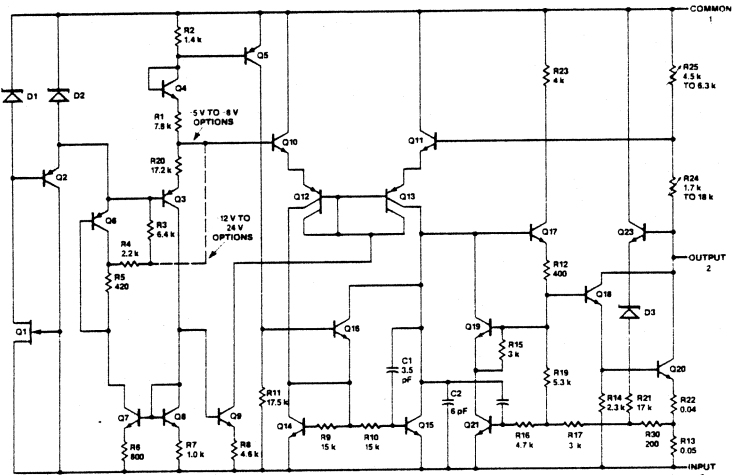 COMMON
1
R2
1.4 k
Q5
D1
D2
Q4
R1
7.8 k
-5 V TO -8 V
OPTIONS
R23
4 k
R25
4.5 k
TO 6.3 k
Q10
Q11
Q2
R20
17.2 k
Q12
Q13
R24
1.7 k
TO 18 k
Q6
Q3
R3
6.4 k
12 V TO
24 V
OPTIONS
R4
2.2 k
R5
420
Q17
Q23
R12
400
OUTPUT
2
Q18
Q1
Q16
Q19
D3
R15
3 k
Q20
C1
3.5
pF
R11
17.5 k
C2
6 pF
R19
5.3 k
R14
2.3 k
R21
17 k
R22
0.04
Q7
Q8
Q9
Q14
Q15
Q21
R9
15 k
R10
15 k
R16
4.7 k
R17
3 k
R30
200
R6
600
R7
1.0 k
R8
4.6 k
R13
0.05
INPUT